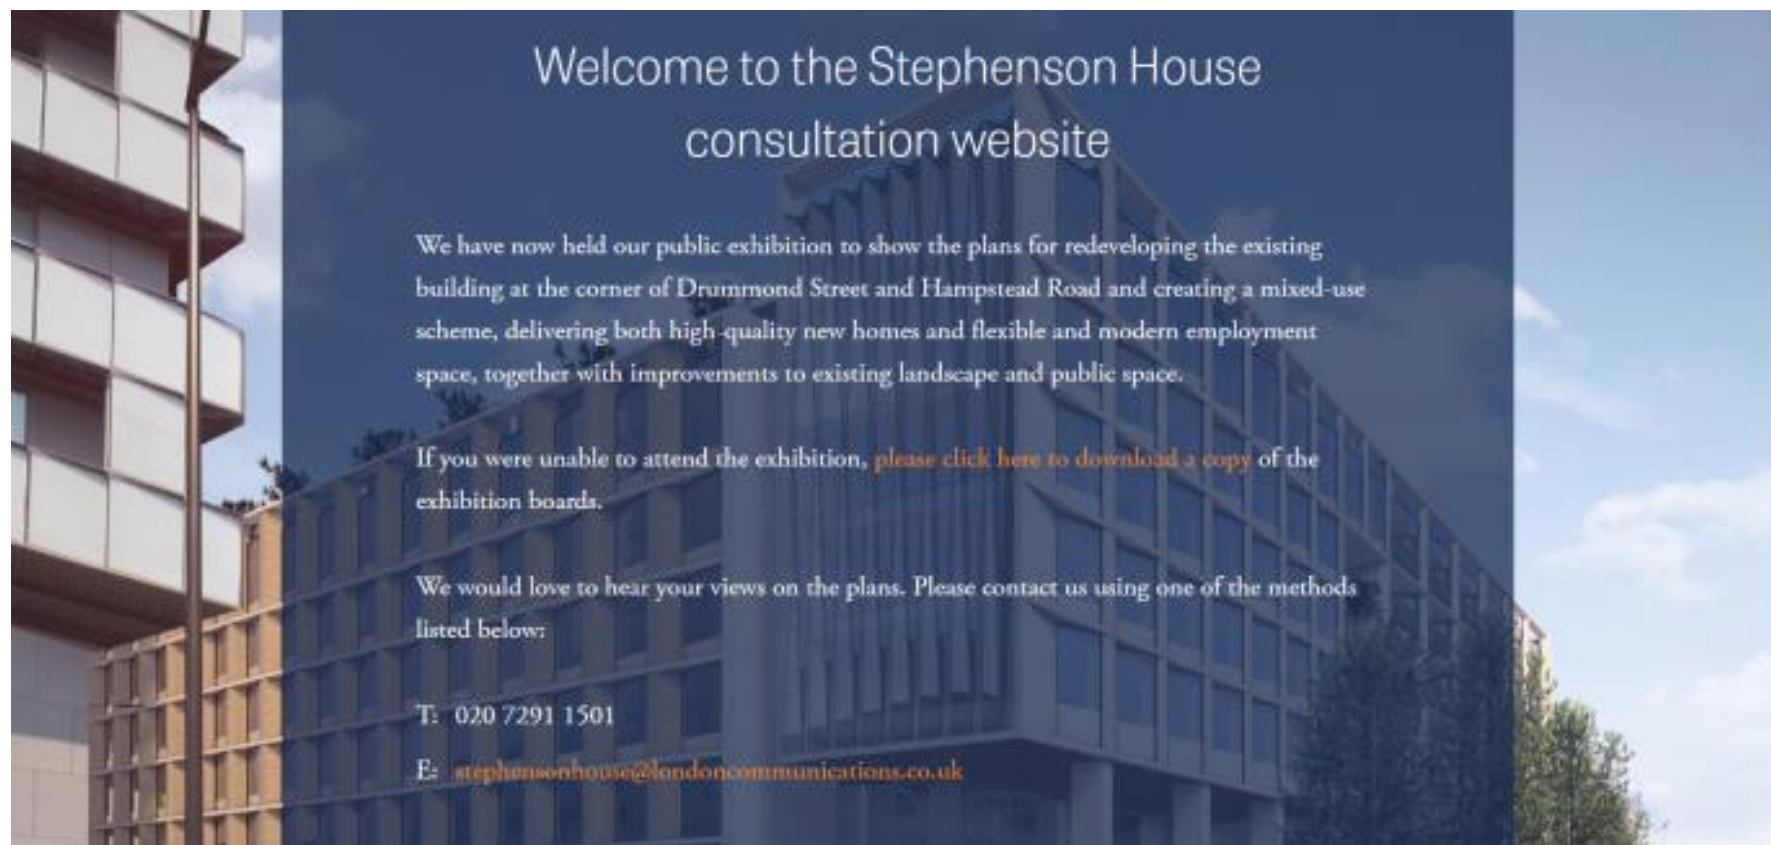 Welcome to the Stephenson House
consultation website
We have now held our public exhibition to show the plans for redeveloping the existing
building at the corner of Drummond Street and Hampstead Road and creating a mixed-use
scheme, delivering both high-quality new homes and flexible and modern employment
space, together with improvements to existing landscape and public space.
If you were unable to attend the exhibition, please click here to download a copy of the
exhibition boards.
We would love to hear your views on the plans. Please contact us using one of the methods
listed below:
T: 020 7291 1501
E: stephensonhouse@londoncommunications.co.uk